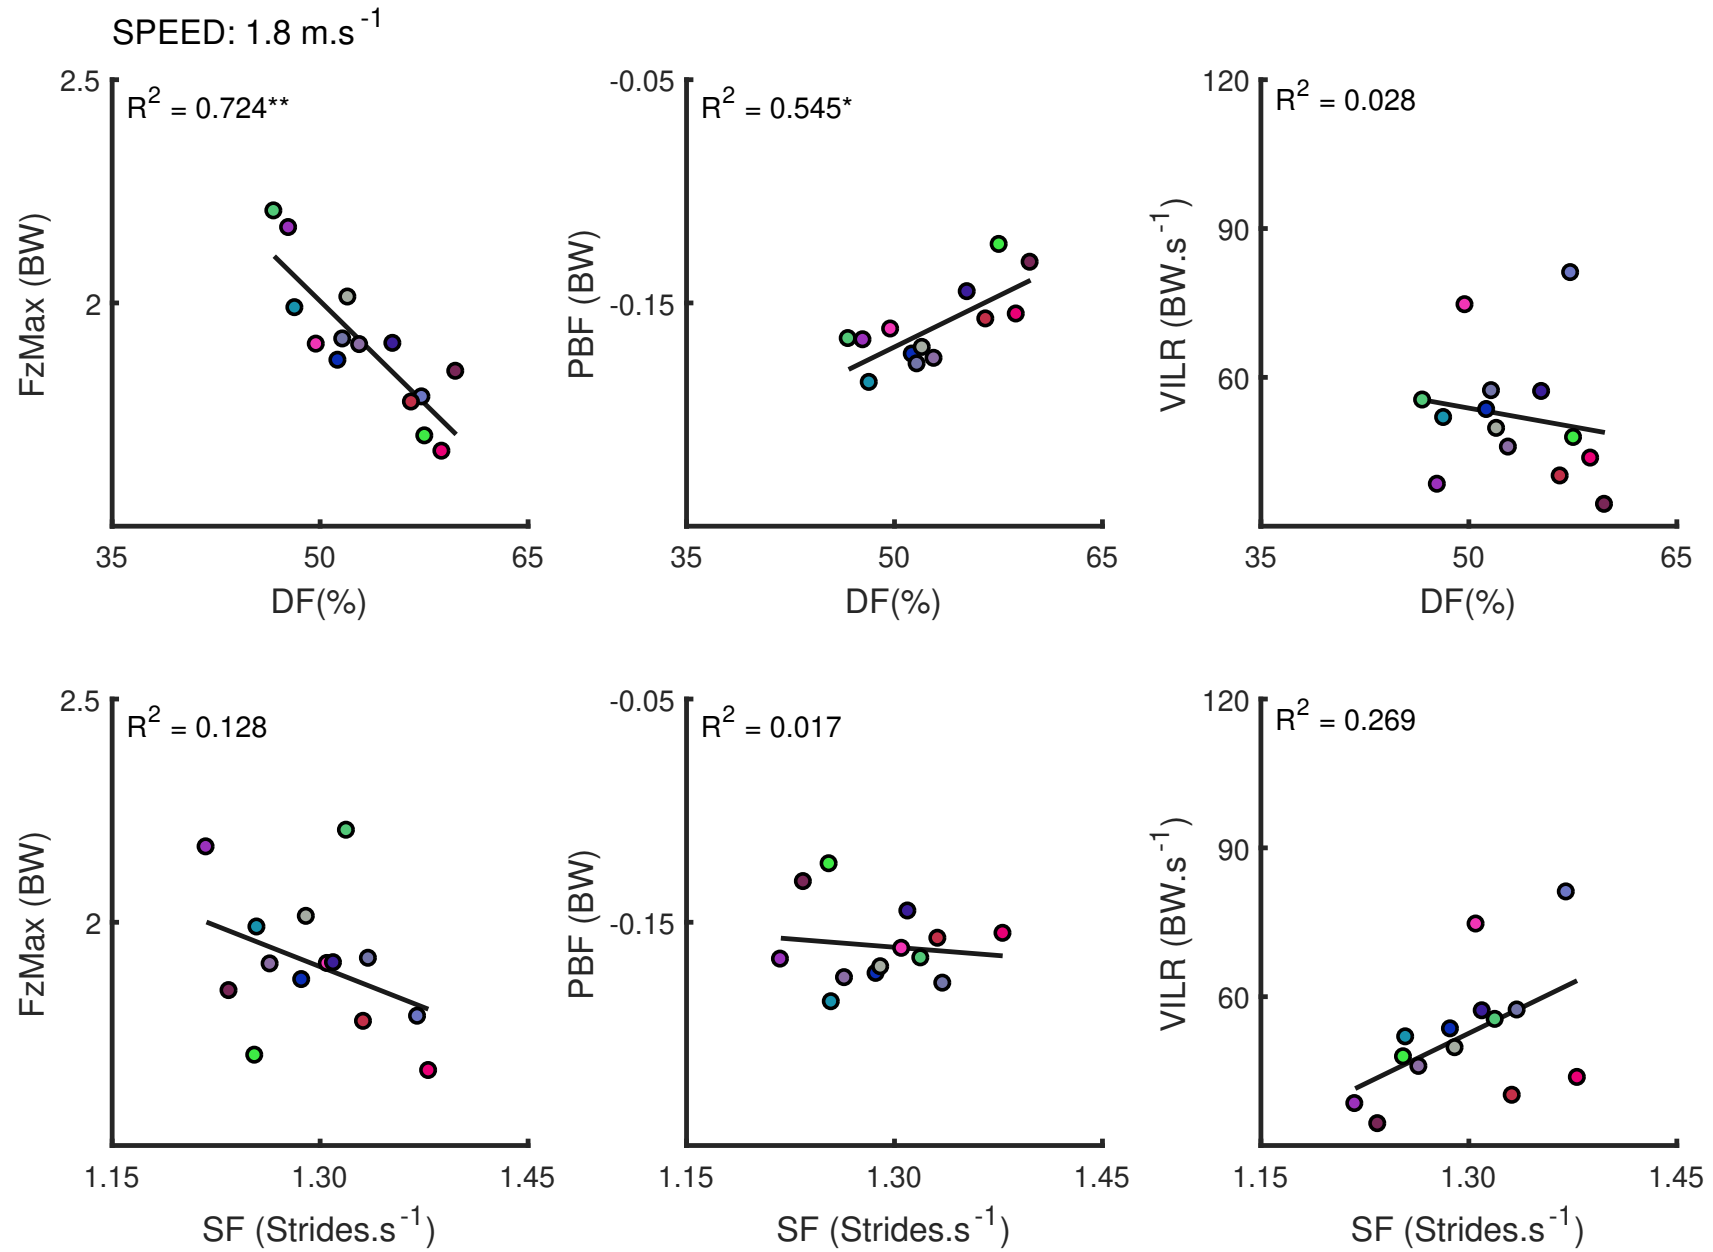 SPEED: 1.8 m.s⁻¹
2.5
R² = 0.724**
2
FzMax (BW)
35 50 65
DF(%)
-0.05
R² = 0.545*
-0.15
PBF (BW)
35 50 65
DF(%)
120
R² = 0.028
90
60
VILR (BW.s⁻¹)
35 50 65
DF(%)
2.5
R² = 0.128
2
FzMax (BW)
1.15 1.30 1.45
SF (Strides.s⁻¹)
-0.05
R² = 0.017
-0.15
PBF (BW)
1.15 1.30 1.45
SF (Strides.s⁻¹)
120
R² = 0.269
90
60
VILR (BW.s⁻¹)
1.15 1.30 1.45
SF (Strides.s⁻¹)